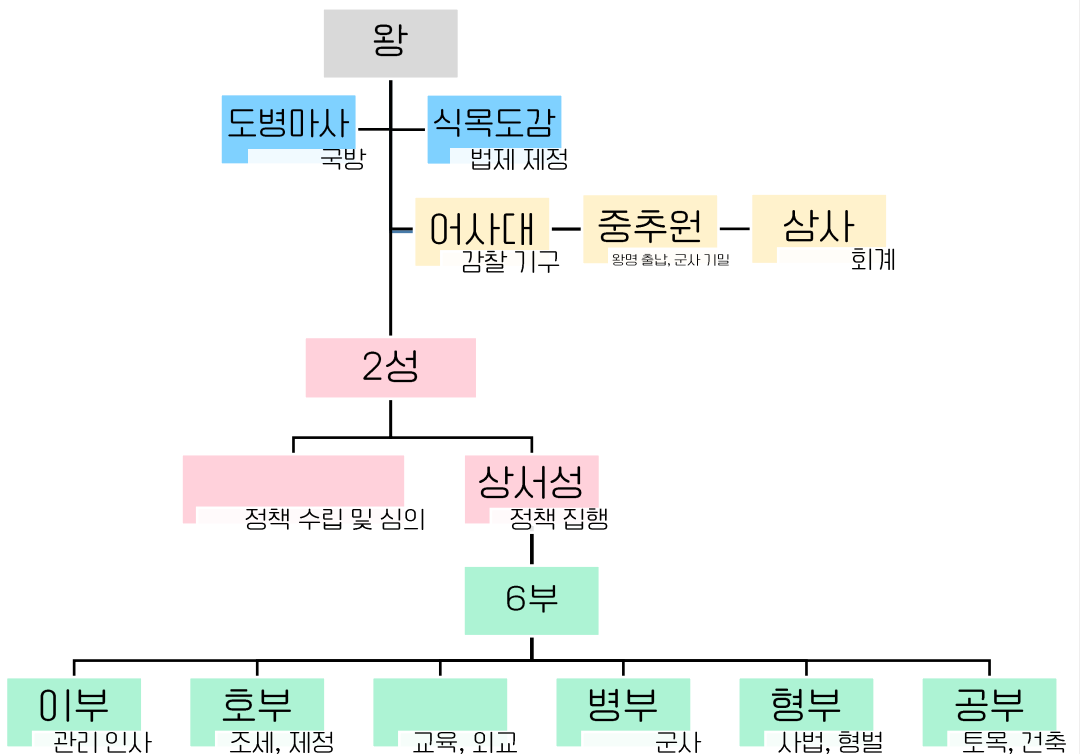 왕
도병마사
식목도감
국방
법제 제정
어사대
중추원
삼사
감찰 기구
왕명 출납, 군사 기밀
회계
2성
상서성
정책 수립 및 심의
정책 집행
6부
이부
호부
병부
형부
공부
관리 인사
조세, 제정
교육, 외교
군사
사법, 형벌
토목, 건축